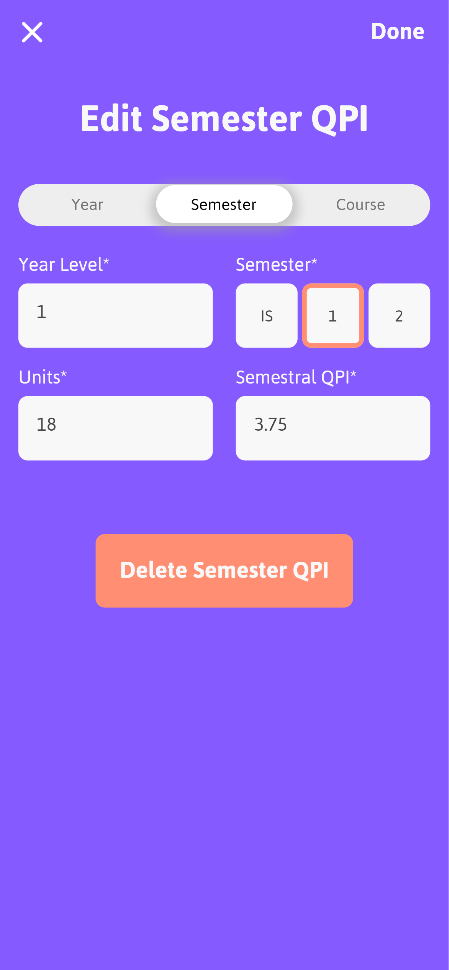 Done
Edit Semester QPI
Year Semester Course
Year Level* Semester*
1 IS 1 2
Units* Semestral QPI*
18 3.75
Delete Semester QPI